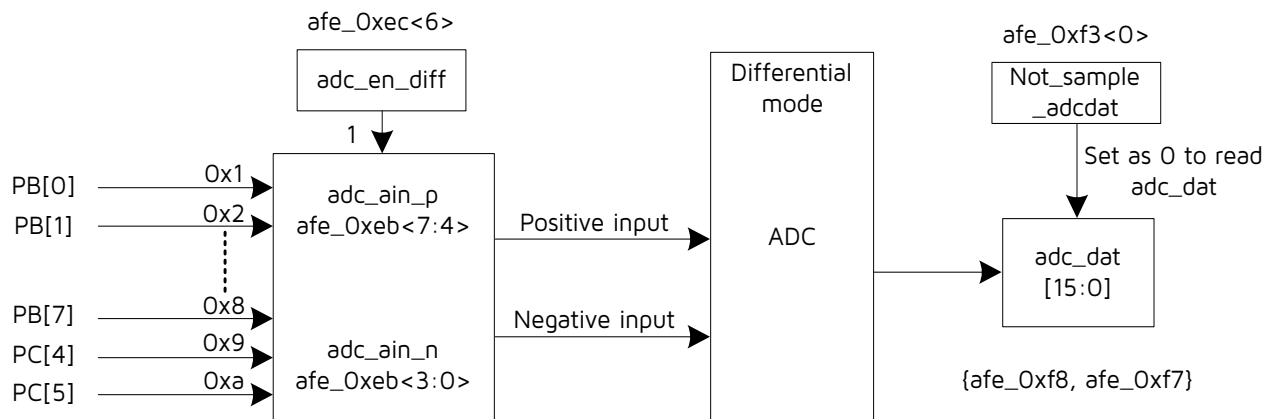 afe_0xec<6>
adc_en_diff
1
PB[0]
0x1
PB[1]
0x2
PB[7]
0x8
PC[4]
0x9
PC[5]
0xa
adc_ain_p
afe_0xeb<7:4>
adc_ain_n
afe_0xeb<3:0>
Positive input
Negative input
Differential
mode
ADC
afe_0xf3<0>
Not_sample
_adcdat
Set as 0 to read
adc_dat
adc_dat
[15:0]
{afe_0xf8, afe_0xf7}